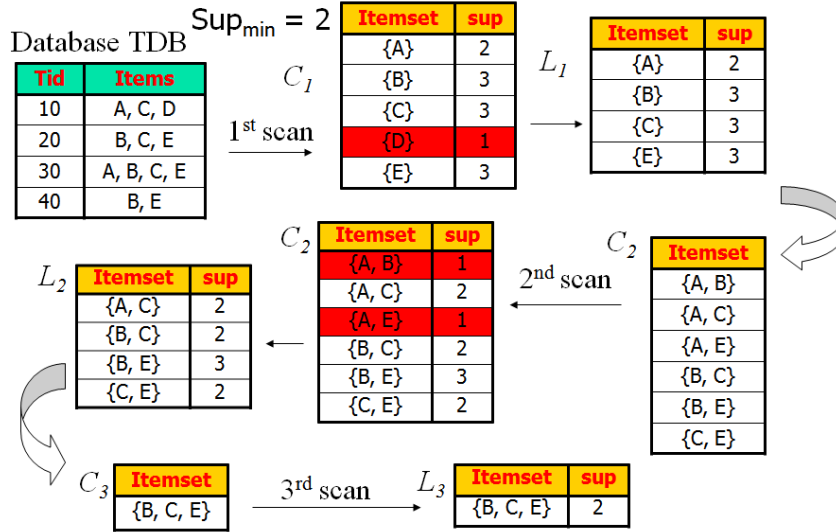 Database TDB
Tid Items
10 A, C, D
20 B, C, E
30 A, B, C, E
40 B, E
Sup_min = 2
1st scan
C1
Itemset sup
{A} 2
{B} 3
{C} 3
{D} 1
{E} 3
L1
Itemset sup
{A} 2
{B} 3
{C} 3
{E} 3
C2
Itemset
{A, B}
{A, C}
{A, E}
{B, C}
{B, E}
{C, E}
2nd scan
C2
Itemset sup
{A, B} 1
{A, C} 2
{A, E} 1
{B, C} 2
{B, E} 3
{C, E} 2
L2
Itemset sup
{A, C} 2
{B, C} 2
{B, E} 3
{C, E} 2
C3
Itemset
{B, C, E}
3rd scan
L3
Itemset sup
{B, C, E} 2